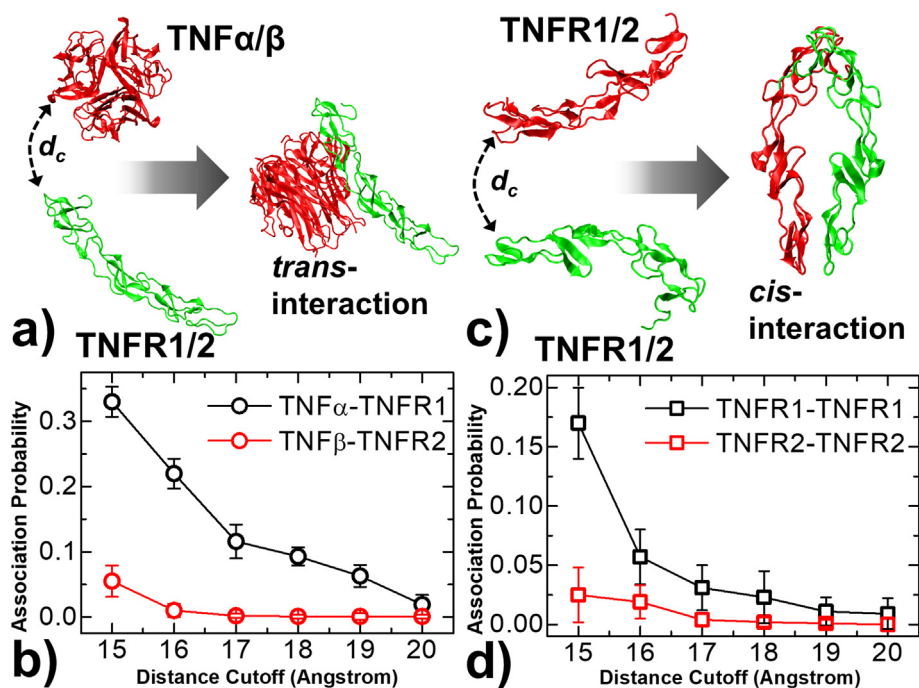 TNFα/β
dc
trans-
interaction
a)
TNFR1/2
TNFR1/2
dc
cis-
interaction
c)
TNFR1/2
Association Probability
0.3
0.2
0.1
0.0
TNFα-TNFR1
TNFβ-TNFR2
15 16 17 18 19 20
Distance Cutoff (Angstrom)
b)
Association Probability
0.20
0.15
0.10
0.05
0.00
TNFR1-TNFR1
TNFR2-TNFR2
15 16 17 18 19 20
Distance Cutoff (Angstrom)
d)